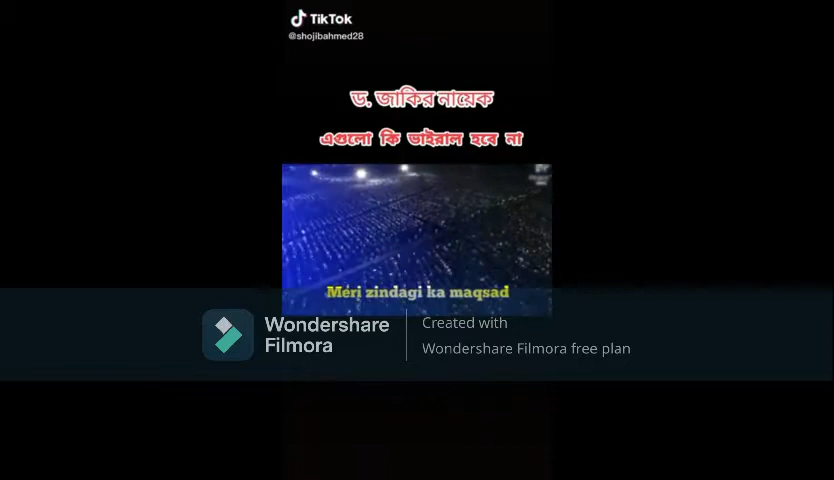 TikTok
@shojibahmed28
ড. জাকির নায়েক
এগুলো কি ভাইরাল হবে না
Meri zindagi ka maqsad
Wondershare
Filmora
Created with
Wondershare Filmora free plan